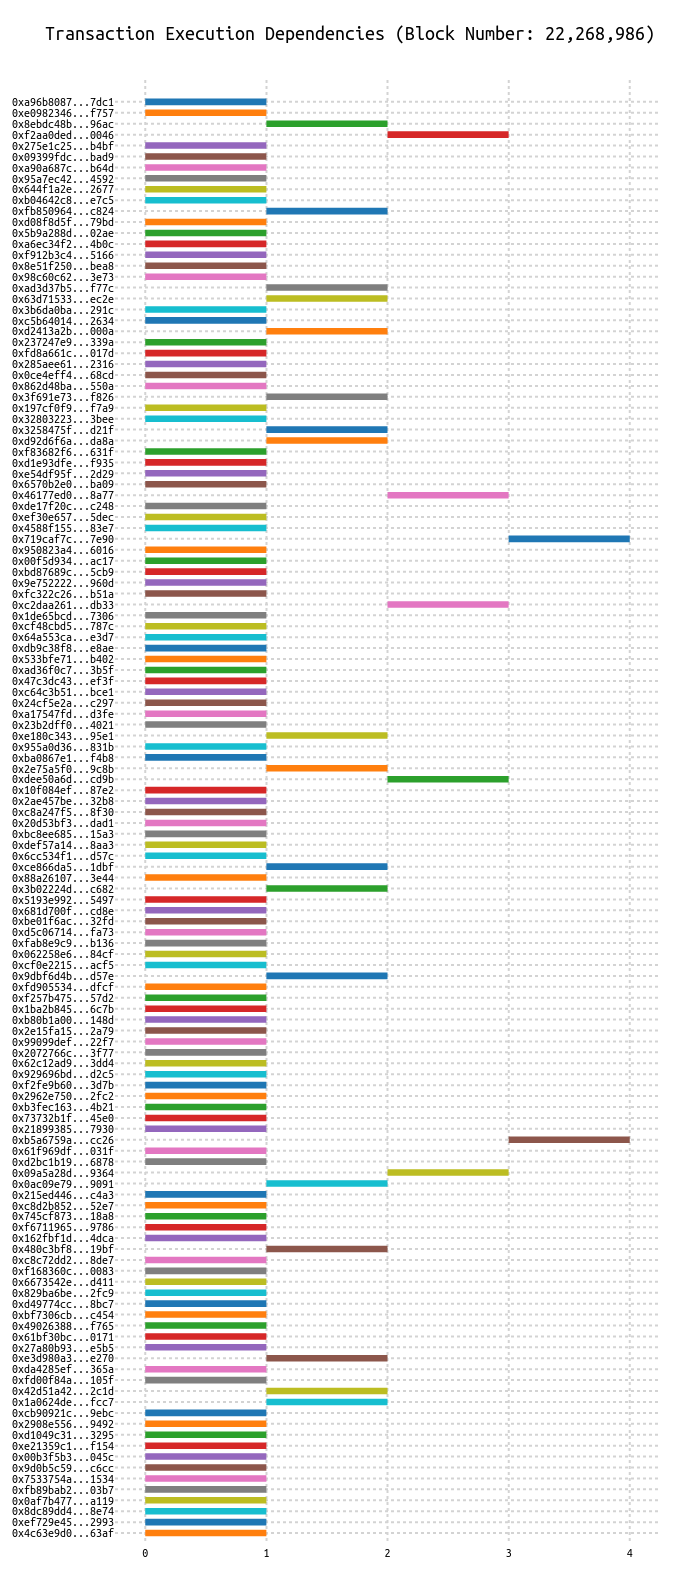 Transaction Execution Dependencies (Block Number: 22,268,986)
0xa96b8087...7dc1
0xe0982346...f757
0x8ebdc48b...96ac
0xf2aa0ded...0046
0x275e1c25...b4bf
0x09399fdc...bad9
0xa90a687c...b64d
0x95a7ec42...4592
0x644f1a2e...2677
0xb04642c8...e7c5
0xfb850964...c824
0xd08f8d5f...79bd
0x5b9a288d...02ae
0xa6ec34f2...4b0c
0xf912b3c4...5166
0x8e51f250...bea8
0x98c60c62...3e73
0xad3d37b5...f77c
0x63d71533...ec2e
0x3b6da0ba...291c
0xc5b64014...2634
0xd2413a2b...000a
0x237247e9...339a
0xfd8a661c...017d
0x285aee61...2316
0x0ce4eff4...68cd
0x862d48ba...550a
0x3f691e73...f826
0x197cf0f9...f7a9
0x32803223...3bee
0x3258475f...d21f
0xd92d6f6a...da8a
0xf83682f6...631f
0xd1e93dfe...f935
0xe54df95f...2d29
0x6570b2e0...ba09
0x46177ed0...8a77
0xde17f20c...c248
0xef30e657...5dec
0x4588f155...83e7
0x719caf7c...7e90
0x950823a4...6016
0x00f5d934...ac17
0xbd87689c...5cb9
0x9e752222...960d
0xfc322c26...b51a
0xc2daa261...db33
0x1de65bcd...7306
0xcf48cbd5...787c
0x64a553ca...e3d7
0xdb9c38f8...e8ae
0x533bfe71...b402
0xad36f0c7...3b5f
0x47c3dc43...ef3f
0xc64c3b51...bce1
0x24cf5e2a...c297
0xa17547fd...d3fe
0x23b2dff0...4021
0xe180c343...95e1
0x955a0d36...831b
0xba0867e1...f4b8
0x2e75a5f0...9c8b
0xdee50a6d...cd9b
0x10f084ef...87e2
0x2ae457be...32b8
0xc8a247f5...8f30
0x20d53bf3...dad1
0xbc8ee685...15a3
0xdef57a14...8aa3
0x6cc534f1...d57c
0xce866da5...1dbf
0x88a26107...3e44
0x3b02224d...c682
0x5193e992...5497
0x681d700f...cd8e
0xbe01f6ac...32fd
0xd5c06714...fa73
0xfab8e9c9...b136
0x062258e6...84cf
0xcf0e2215...acf5
0x9dbf6d4b...d57e
0xfd905534...dfcf
0xf257b475...57d2
0x1ba2b845...6c7b
0xb80b1a00...148d
0x2e15fa15...2a79
0x99099def...22f7
0x2072766c...3f77
0x62c12ad9...3dd4
0x929696bd...d2c5
0xf2fe9b60...3d7b
0x2962e750...2fc2
0xb3fec163...4b21
0x73732b1f...45e0
0x21899385...7930
0xb5a6759a...cc26
0x61f969df...031f
0xd2bc1b19...6878
0x09a5a28d...9364
0x0ac09e79...9091
0x215ed446...c4a3
0xc8d2b852...52e7
0x745cf873...18a8
0xf6711965...9786
0x162fbf1d...4dca
0x480c3bf8...19bf
0xc8c72dd2...8de7
0xf168360c...0083
0x6673542e...d411
0x829ba6be...2fc9
0xd49774cc...8bc7
0xbf7306cb...c454
0x49026388...f765
0x61bf30bc...0171
0x27a80b93...e5b5
0xe3d980a3...e270
0xda4285ef...365a
0xfd00f84a...105f
0x42d51a42...2c1d
0x1a0624de...fcc7
0xcb90921c...9ebc
0x2908e556...9492
0xd1049c31...3295
0xe21359c1...f154
0x00b3f5b3...045c
0x9d0b5c59...c6cc
0x7533754a...1534
0xfb89bab2...03b7
0x0af7b477...a119
0x8dc89dd4...8e74
0xef729e45...2993
0x4c63e9d0...63af
0 1 2 3 4